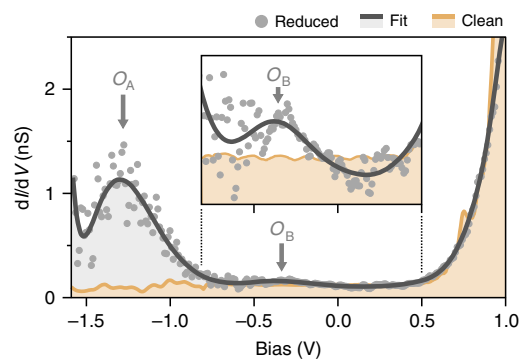 Reduced Fit Clean
O_A
O_B
O_B
2
1
0
dI/dV (nS)
−1.5 −1.0 −0.5 0.0 0.5 1.0
Bias (V)